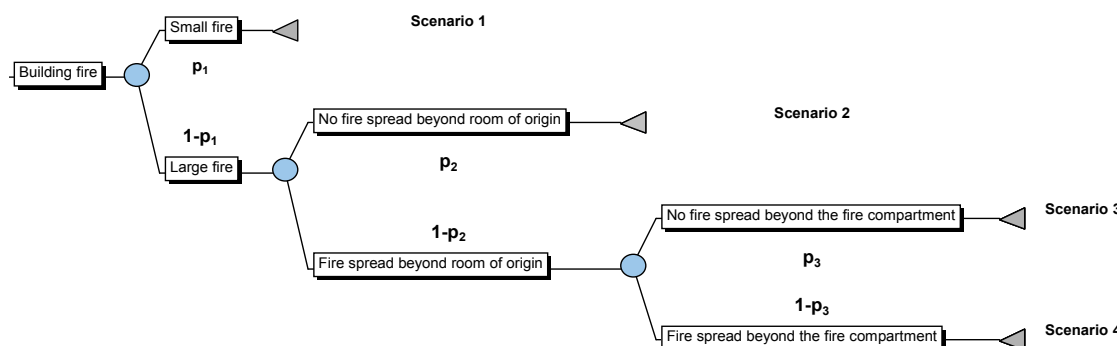 Small fire
Scenario 1
p₁
Building fire
1-p₁
No fire spread beyond room of origin
Scenario 2
Large fire
p₂
No fire spread beyond the fire compartment
Scenario 3
1-p₂
Fire spread beyond room of origin
p₃
1-p₃
Fire spread beyond the fire compartment
Scenario 4